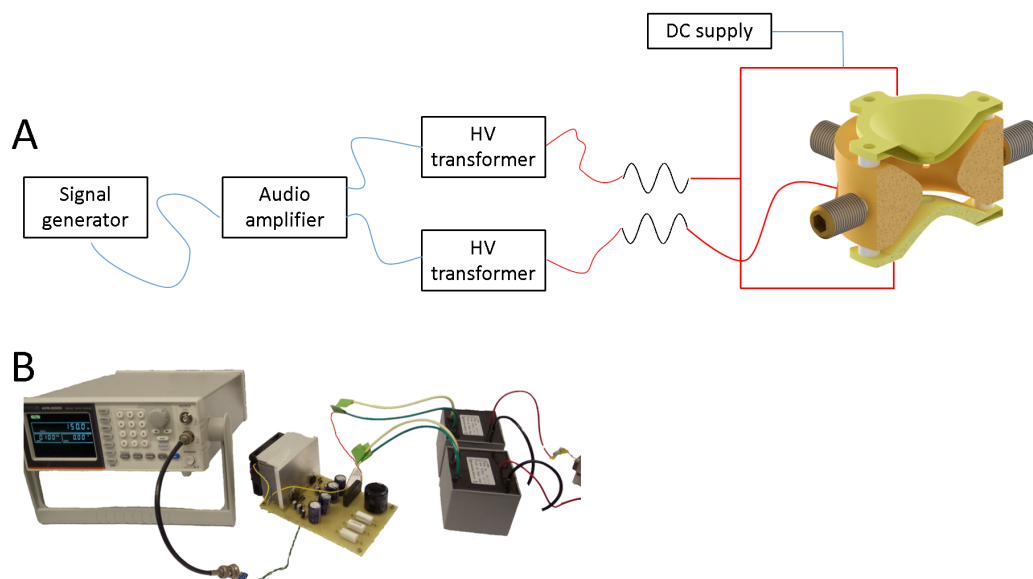 DC supply
A
HV
transformer
Signal
generator
Audio
amplifier
HV
transformer
B
150.0